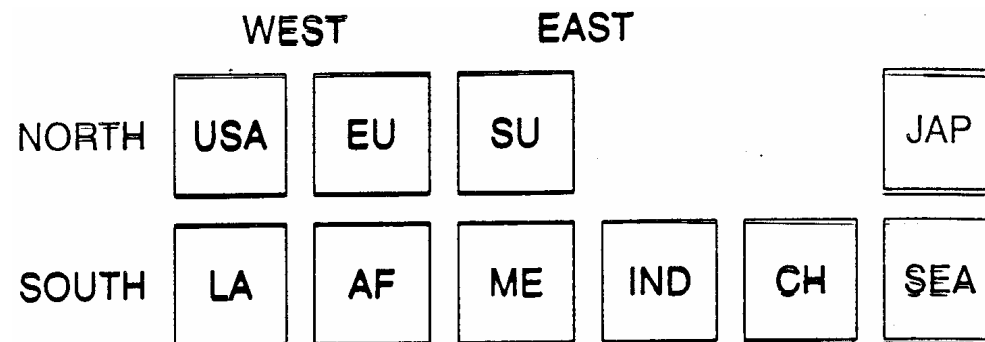 WEST EAST
NORTH USA EU SU JAP
SOUTH LA AF ME IND CH SEA